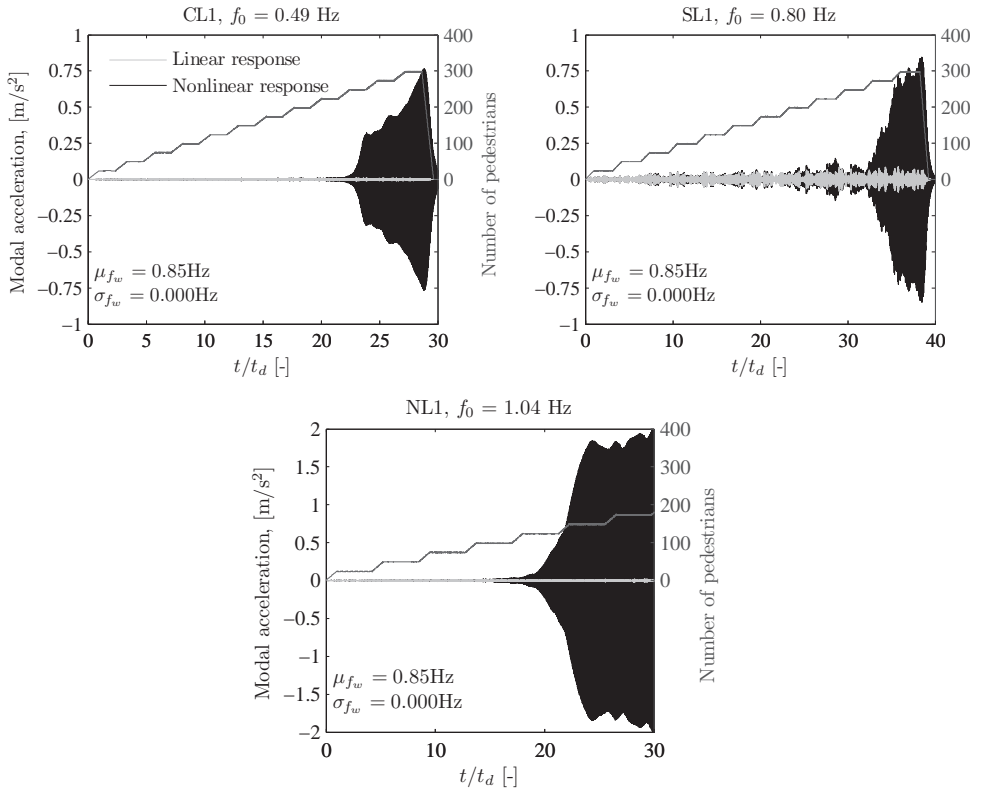 CL1, f₀ = 0.49 Hz
1
0.75
0.5
0.25
0
−0.25
−0.5
−0.75
−1
Modal acceleration, [m/s²]
Linear response
Nonlinear response
μ_{f_w} = 0.85Hz
σ_{f_w} = 0.000Hz
400
300
200
100
0
Number of pedestrians
0 5 10 15 20 25 30
t/t_d [-]
SL1, f₀ = 0.80 Hz
1
0.75
0.5
0.25
0
−0.25
−0.5
−0.75
−1
μ_{f_w} = 0.85Hz
σ_{f_w} = 0.000Hz
400
300
200
100
0
0 10 20 30 40
t/t_d [-]
NL1, f₀ = 1.04 Hz
2
1.5
1
0.5
0
−0.5
−1
−1.5
−2
Modal acceleration, [m/s²]
μ_{f_w} = 0.85Hz
σ_{f_w} = 0.000Hz
400
300
200
100
0
Number of pedestrians
0 10 20 30
t/t_d [-]